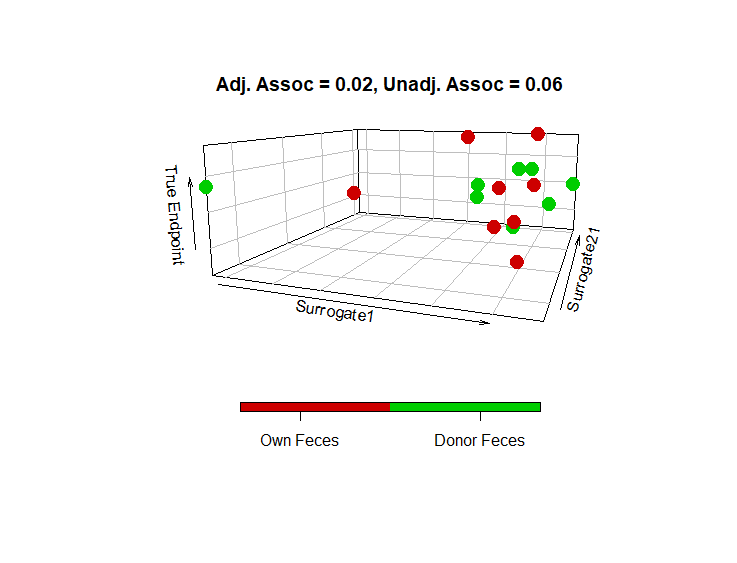 Adj. Assoc = 0.02, Unadj. Assoc = 0.06
True Endpoint
Surrogate1
Surrogate21
Own Feces
Donor Feces